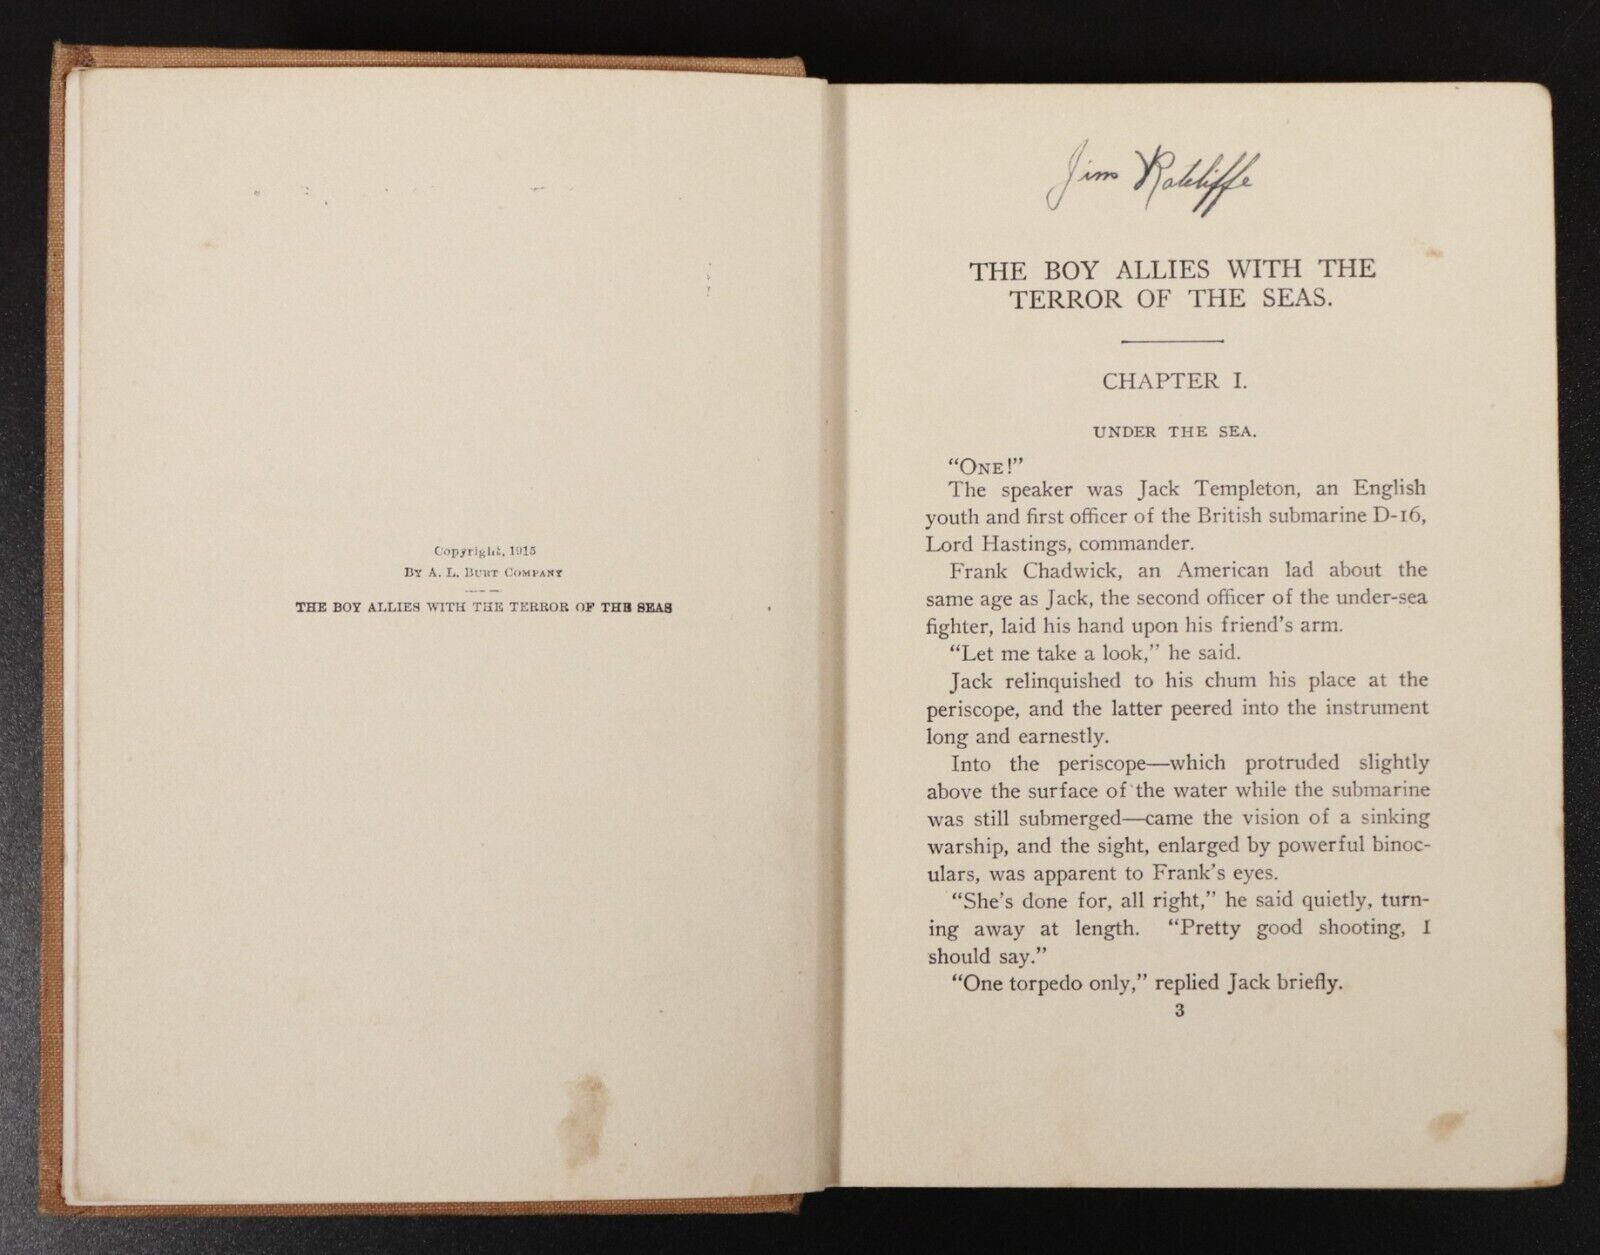 Copyright, 1915
BY A. L. BURT COMPANY
THE BOY ALLIES WITH THE TERROR OF THE SEAS
Jim Ratcliffe
THE BOY ALLIES WITH THE
TERROR OF THE SEAS.
CHAPTER I.
UNDER THE SEA.
“ONE!”
The speaker was Jack Templeton, an English
youth and first officer of the British submarine D-16,
Lord Hastings, commander.
Frank Chadwick, an American lad about the
same age as Jack, the second officer of the under-sea
fighter, laid his hand upon his friend's arm.
“Let me take a look,” he said.
Jack relinquished to his chum his place at the
periscope, and the latter peered into the instrument
long and earnestly.
Into the periscope—which protruded slightly
above the surface of the water while the submarine
was still submerged—came the vision of a sinking
warship, and the sight, enlarged by powerful binoc-
ulars, was apparent to Frank's eyes.
“She's done for, all right,” he said quietly, turn-
ing away at length. “Pretty good shooting, I
should say.”
“One torpedo only,” replied Jack briefly.
3